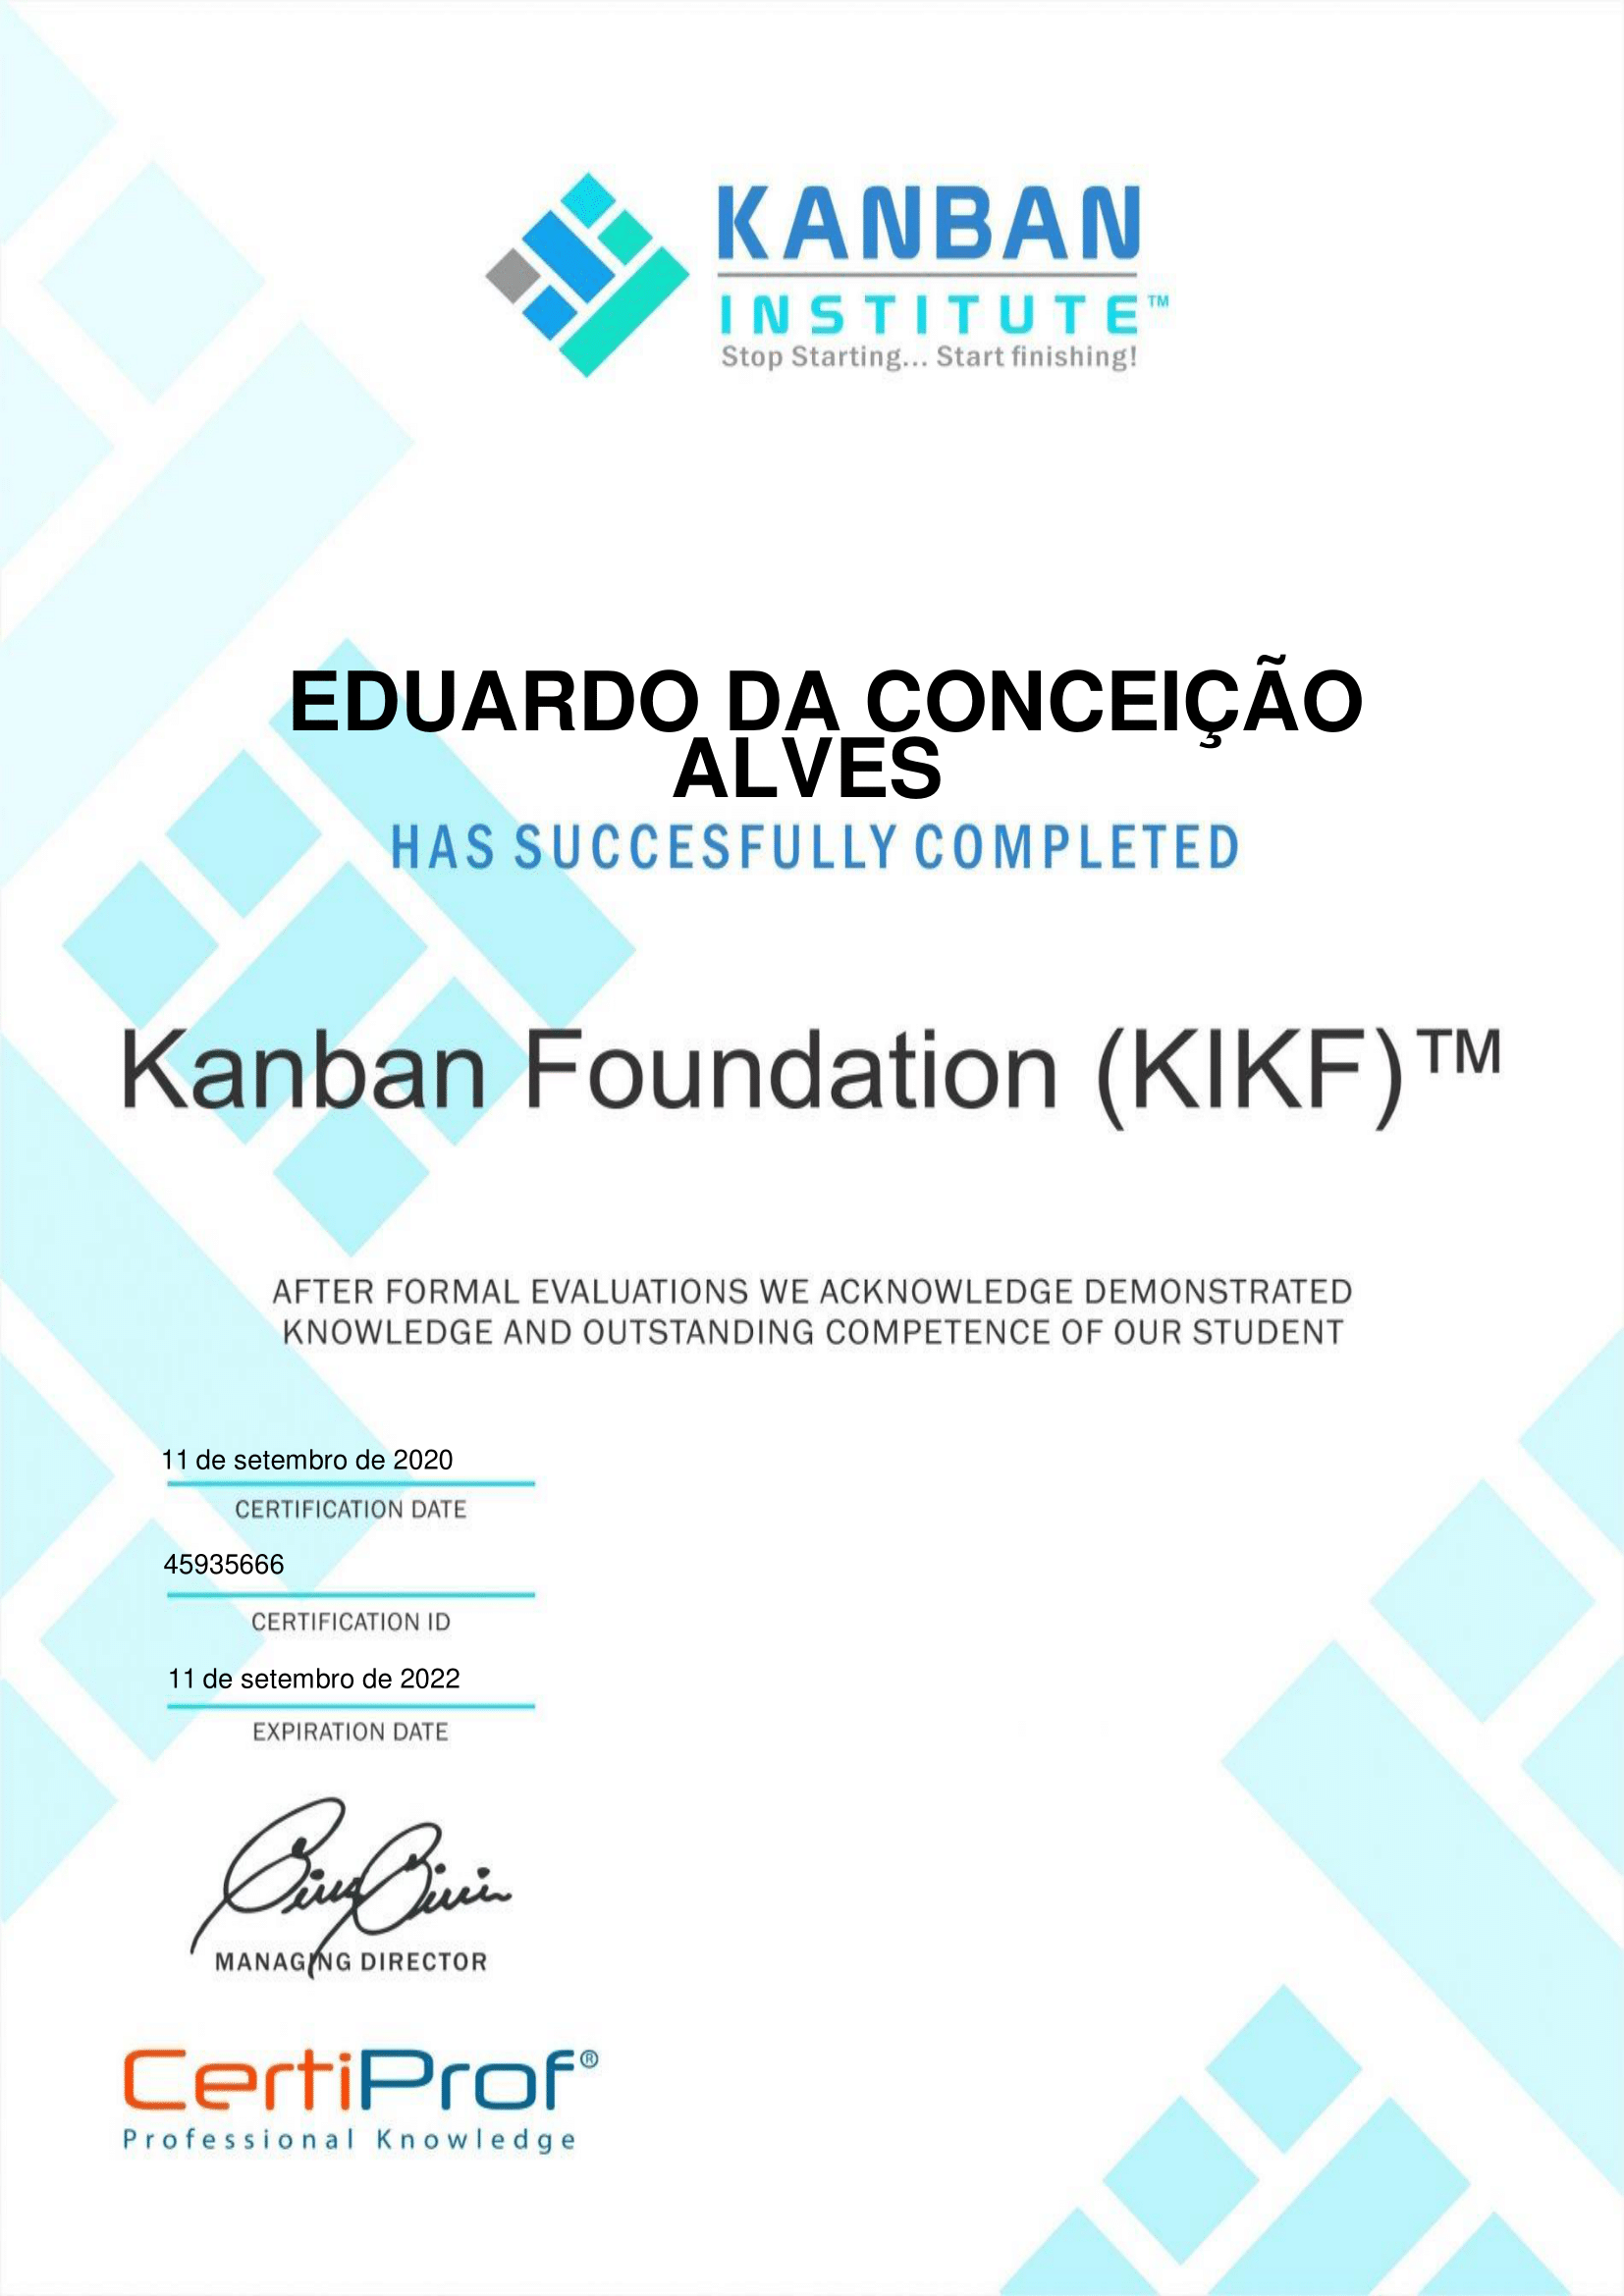 KANBAN
INSTITUTE™
Stop Starting... Start finishing!
EDUARDO DA CONCEIÇÃO
ALVES
HAS SUCCESFULLY COMPLETED
Kanban Foundation (KIKF)™
AFTER FORMAL EVALUATIONS WE ACKNOWLEDGE DEMONSTRATED
KNOWLEDGE AND OUTSTANDING COMPETENCE OF OUR STUDENT
11 de setembro de 2020
CERTIFICATION DATE
45935666
CERTIFICATION ID
11 de setembro de 2022
EXPIRATION DATE
MANAGING DIRECTOR
CertiProf®
Professional Knowledge